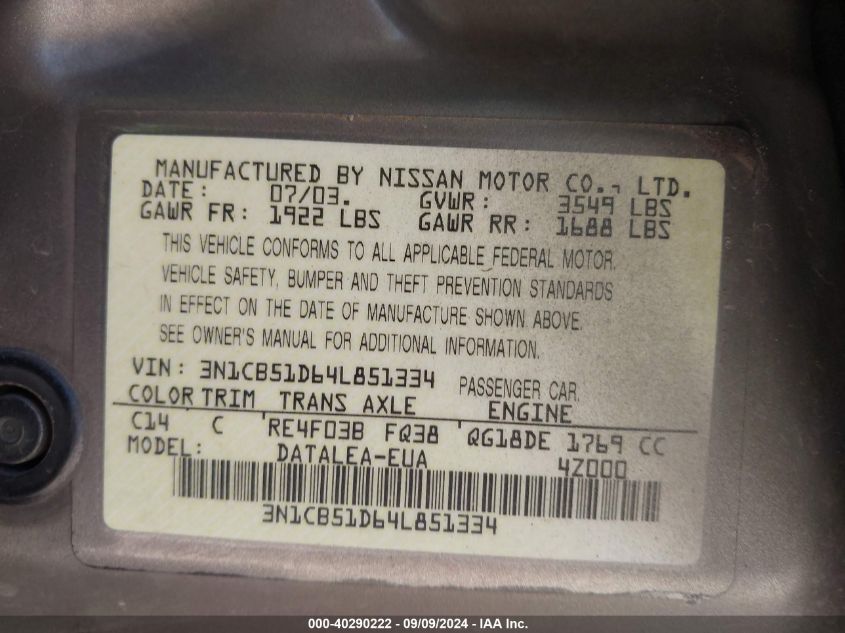 MANUFACTURED BY NISSAN MOTOR CO., LTD.
DATE: 07/03. GVWR: 3549 LBS
GAWR FR: 1922 LBS GAWR RR: 1688 LBS
THIS VEHICLE CONFORMS TO ALL APPLICABLE FEDERAL MOTOR
VEHICLE SAFETY, BUMPER AND THEFT PREVENTION STANDARDS
IN EFFECT ON THE DATE OF MANUFACTURE SHOWN ABOVE.
SEE OWNER'S MANUAL FOR ADDITIONAL INFORMATION.
VIN: 3N1CB51D64L851334 PASSENGER CAR
COLOR TRIM TRANS AXLE ENGINE
C14 C RE4F03B FQ38 QG18DE 1769 CC
MODEL: DATALEA-EUA 4Z000
3N1CB51D64L851334
000-40290222 - 09/09/2024 - IAA Inc.